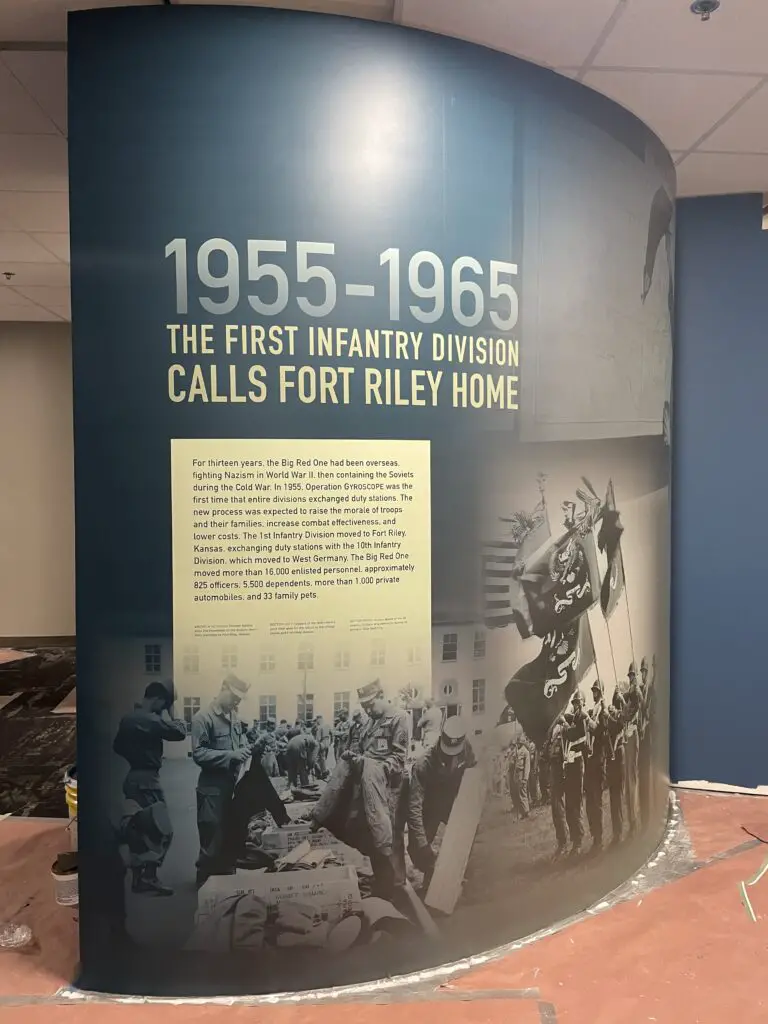 1955–1965
THE FIRST INFANTRY DIVISION
CALLS FORT RILEY HOME
For thirteen years, the Big Red One had been overseas,
fighting Nazism in World War II, then containing the Soviets
during the Cold War. In 1955, Operation GYROSCOPE was the
first time that entire divisions exchanged duty stations. The
new process was expected to raise the morale of troops
and their families, increase combat effectiveness, and
lower costs. The 1st Infantry Division moved to Fort Riley,
Kansas, exchanging duty stations with the 10th Infantry
Division, which moved to West Germany. The Big Red One
moved more than 16,000 enlisted personnel, approximately
825 officers, 5,500 dependents, more than 1,000 private
automobiles, and 33 family pets.